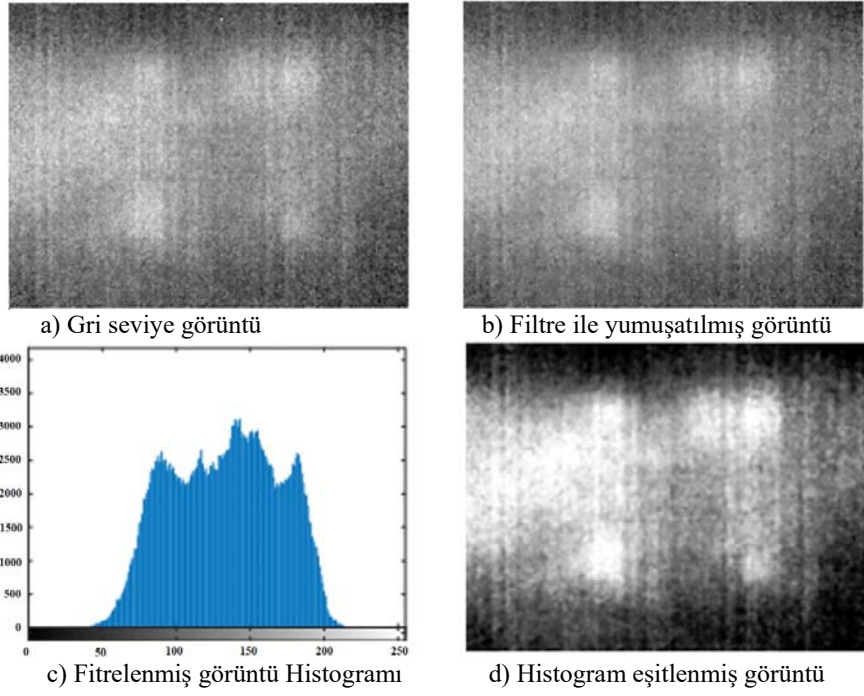 a) Gri seviye görüntü
b) Filtre ile yumuşatılmış görüntü
4000
3500
3000
2500
2000
1500
1000
500
0
0 50 100 150 200 250
c) Fitrelenmiş görüntü Histogramı
d) Histogram eşitlenmiş görüntü